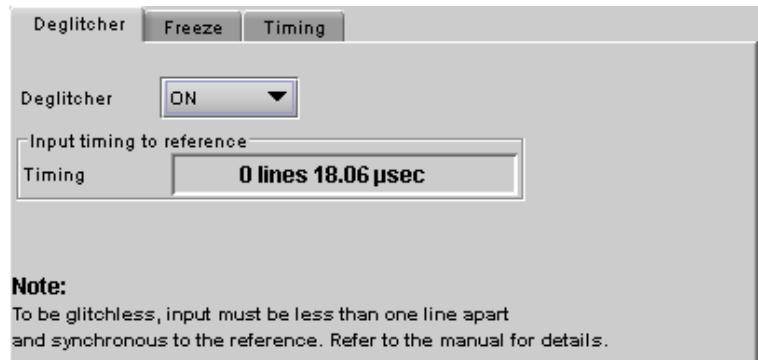 Deglitcher Freeze Timing
Deglitcher ON
Input timing to reference
Timing 0 lines 18.06 µsec
Note:
To be glitchless, input must be less than one line apart
and synchronous to the reference. Refer to the manual for details.